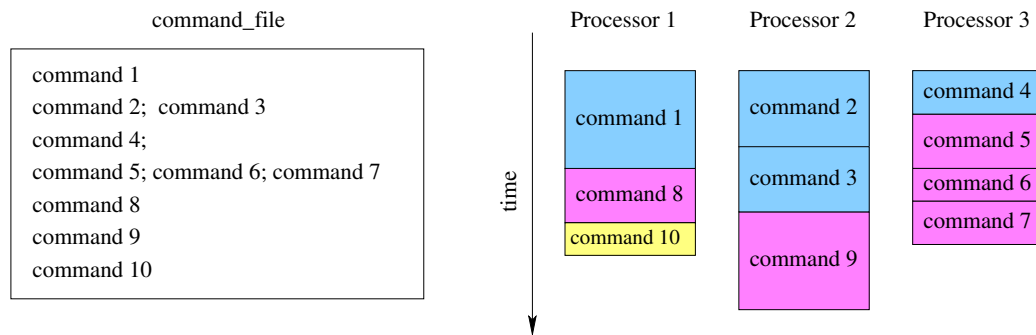 command_file
command 1
command 2;  command 3
command 4;
command 5; command 6; command 7
command 8
command 9
command 10
time
Processor 1
command 1
command 8
command 10
Processor 2
command 2
command 3
command 9
Processor 3
command 4
command 5
command 6
command 7